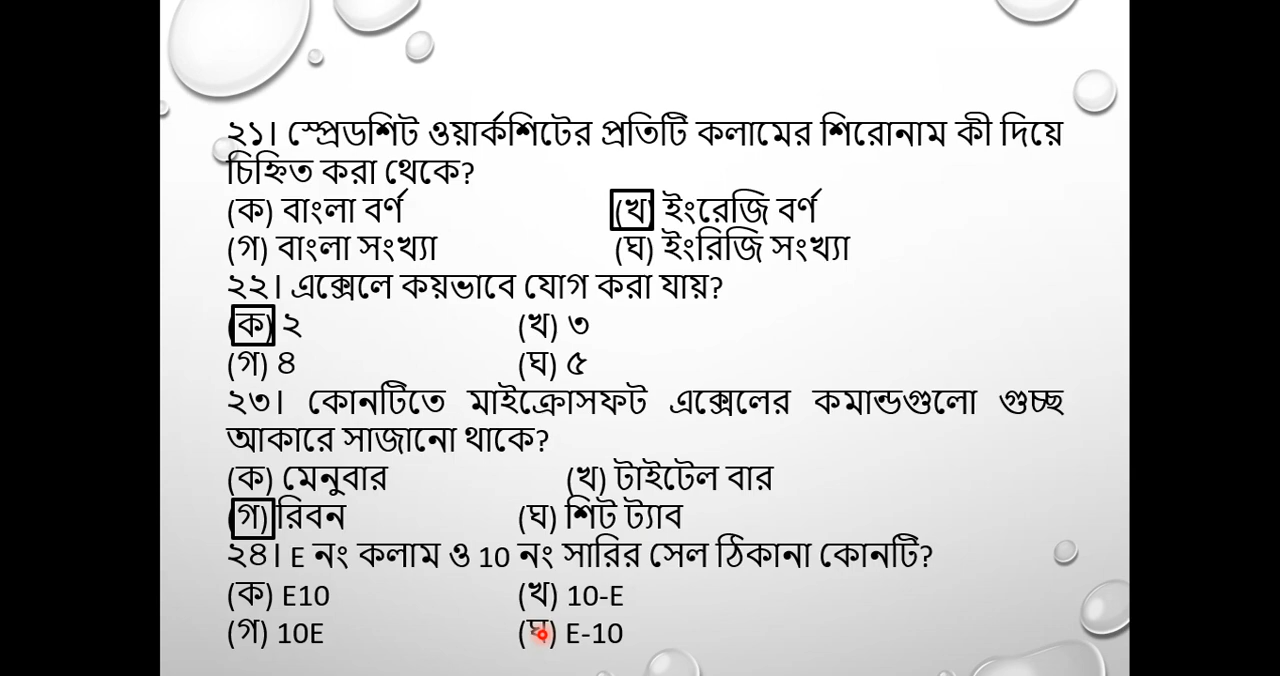 ২১। স্প্রেডশিট ওয়ার্কশিটের প্রতিটি কলামের শিরোনাম কী দিয়ে
চিহ্নিত করা থেকে?
(ক) বাংলা বর্ণ (খ) ইংরেজি বর্ণ
(গ) বাংলা সংখ্যা (ঘ) ইংরিজি সংখ্যা
২২। এক্সেলে কয়ভাবে যোগ করা যায়?
(ক) ২ (খ) ৩
(গ) ৪ (ঘ) ৫
২৩। কোনটিতে মাইক্রোসফট এক্সেলের কমান্ডগুলো গুচ্ছ
আকারে সাজানো থাকে?
(ক) মেনুবার (খ) টাইটেল বার
(গ) রিবন (ঘ) শিট ট্যাব
২৪। E নং কলাম ও 10 নং সারির সেল ঠিকানা কোনটি?
(ক) E10 (খ) 10-E
(গ) 10E (ঘ) E-10